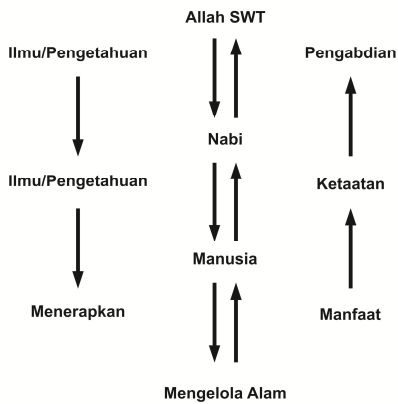 Allah SWT
Ilmu/Pengetahuan
Pengabdian
Nabi
Ilmu/Pengetahuan
Ketaatan
Manusia
Menerapkan
Manfaat
Mengelola Alam